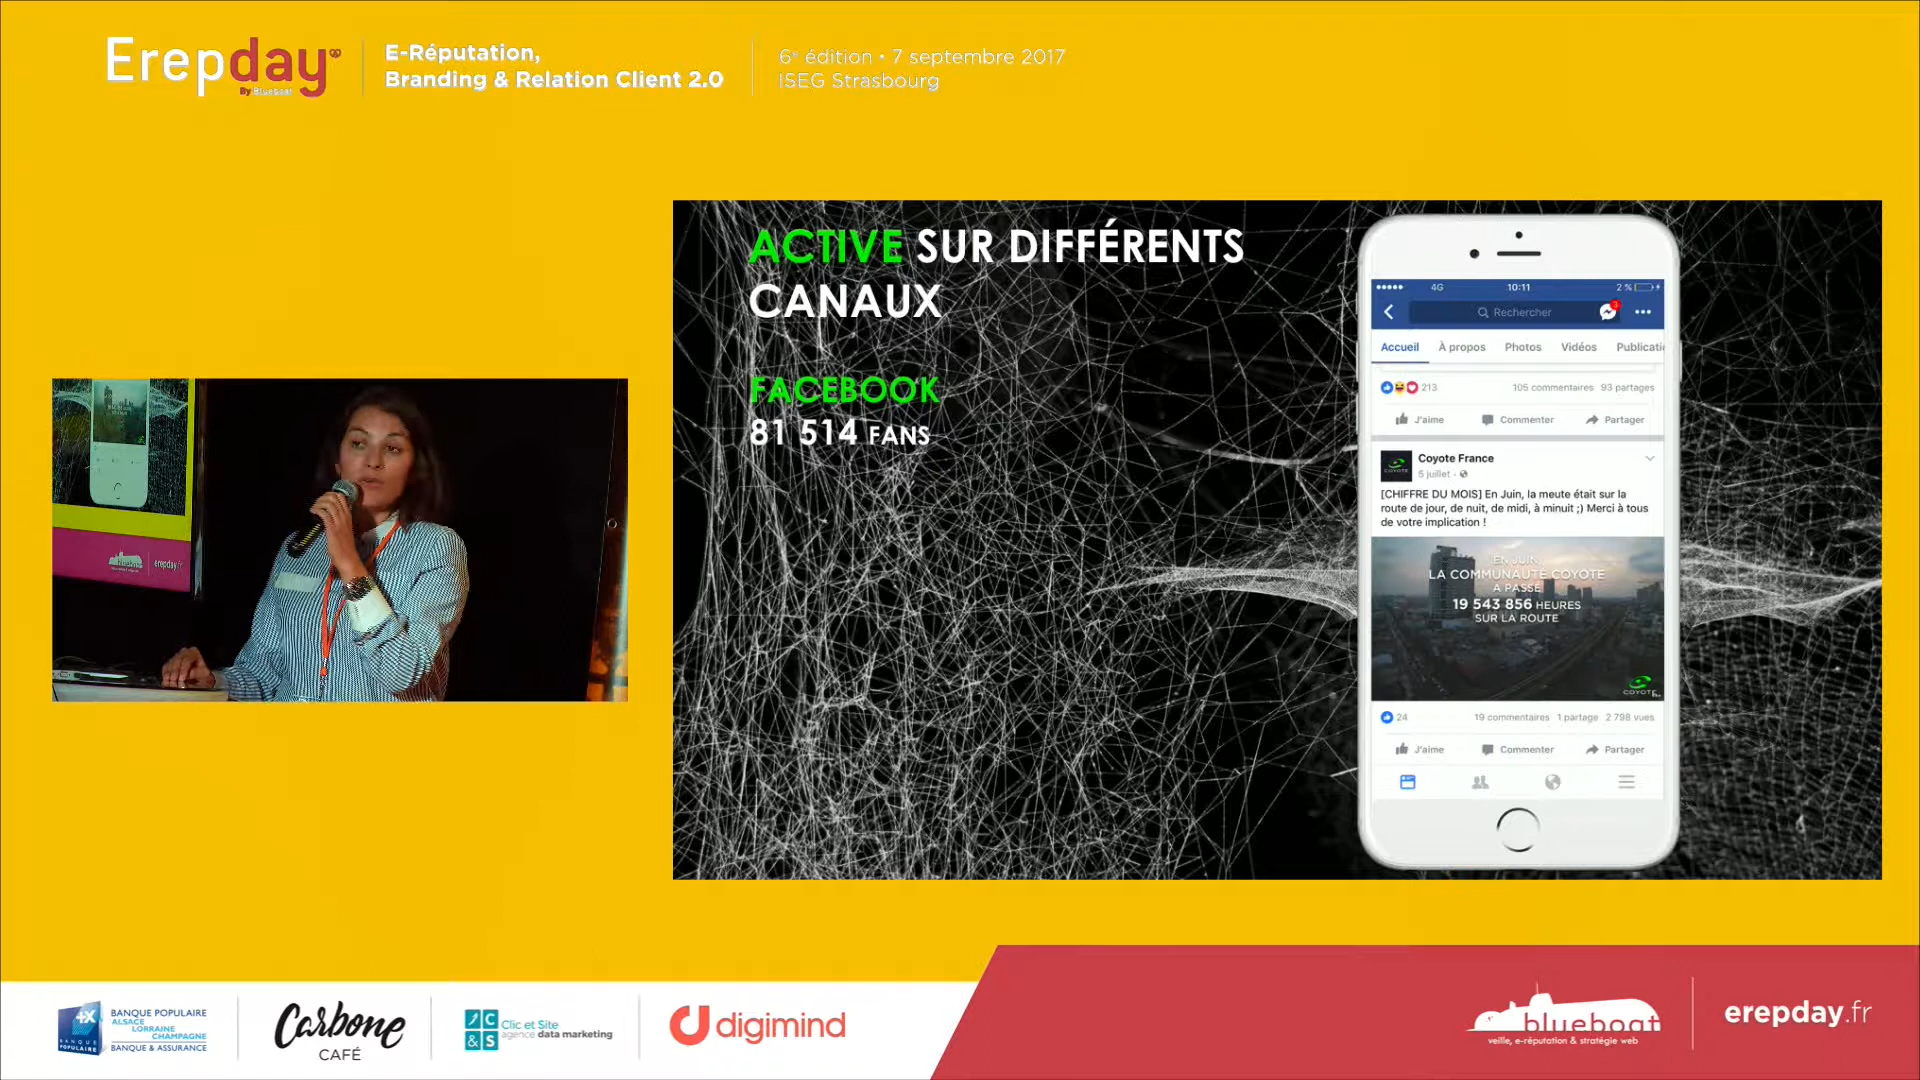 Erepday
By Blueboat
E-Réputation,
Branding & Relation Client 2.0
6e édition • 7 septembre 2017
ISEG Strasbourg
ACTIVE SUR DIFFÉRENTS
CANAUX
FACEBOOK
81 514 FANS
4G 10:11 2 %
Rechercher 3
Accueil À propos Photos Vidéos Publicati
213 105 commentaires 93 partages
J'aime Commenter Partager
Coyote France
5 juillet
[CHIFFRE DU MOIS] En Juin, la meute était sur la
route de jour, de nuit, de midi, à minuit ;) Merci à tous
de votre implication !
EN JUIN,
LA COMMUNAUTÉ COYOTE
A PASSÉ
19 543 856 HEURES
SUR LA ROUTE
COYOTE
24 19 commentaires 1 partage 2 798 vues
J'aime Commenter Partager
erepday.fr
4X
BANQUE
POPULAIRE
BANQUE POPULAIRE
ALSACE
LORRAINE
CHAMPAGNE
BANQUE & ASSURANCE
Carbone
CAFÉ
C
&S
Clic et Site
agence data marketing
digimind
blueboat
veille, e-réputation & stratégie web
erepday.fr